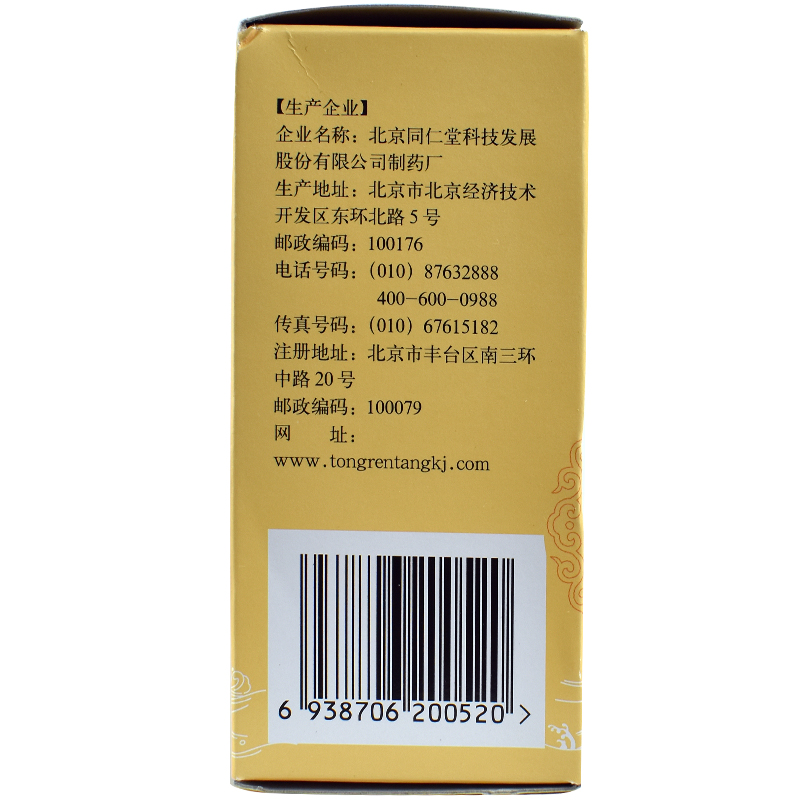 【生产企业】
企业名称：北京同仁堂科技发展
股份有限公司制药厂
生产地址：北京市北京经济技术
开发区东环北路 5 号
邮政编码：100176
电话号码：（010）87632888
400-600-0988
传真号码：（010）67615182
注册地址：北京市丰台区南三环
中路 20 号
邮政编码：100079
网　　址：
www.tongrentangkj.com
6 938706 200520 >